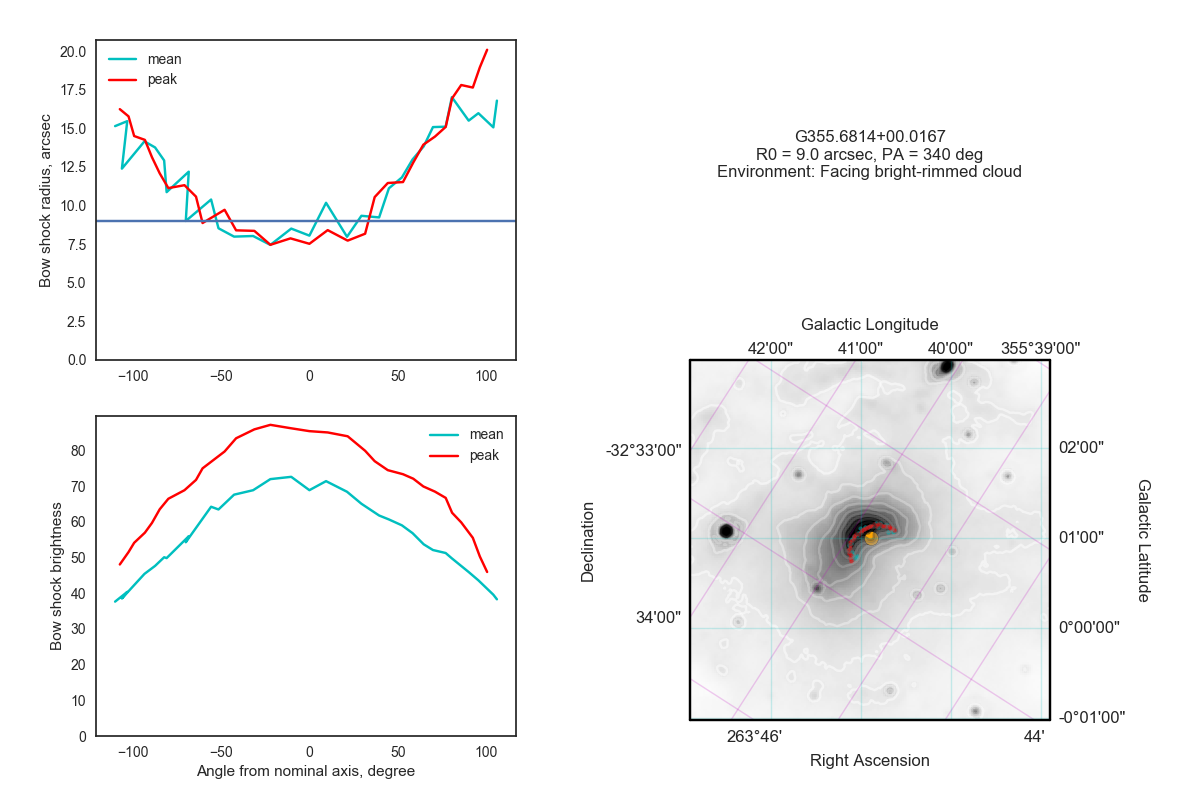 mean
peak
20.0
17.5
15.0
12.5
10.0
7.5
5.0
2.5
0.0
Bow shock radius, arcsec
−100
−50
0
50
100
G355.6814+00.0167
R0 = 9.0 arcsec, PA = 340 deg
Environment: Facing bright-rimmed cloud
mean
peak
80
70
60
50
40
30
20
10
0
Bow shock brightness
−100
−50
0
50
100
Angle from nominal axis, degree
Galactic Longitude
42'00"
41'00"
40'00"
355°39'00"
-32°33'00"
34'00"
Declination
02'00"
01'00"
0°00'00"
-0°01'00"
Galactic Latitude
263°46'
44'
Right Ascension